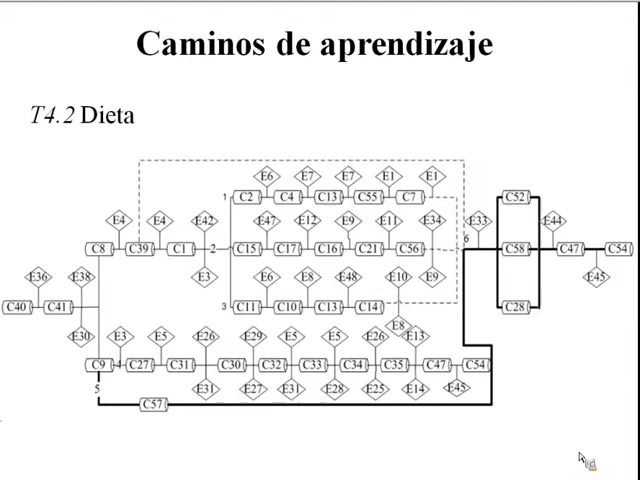 Caminos de aprendizaje
T4.2 Dieta
E6 E7 E7 E1 E1
1 C2 C4 C13 C55 C7 C52
E4 E4 E42 E47 E12 E9 E11 E34 E33 E44
6
C8 C39 C1 2 C15 C17 C16 C21 C56 C58 C47 C54
E36 E38 E3 E6 E8 E48 E10 E9 E45
C40 C41 3 C11 C10 C13 C14 C28
E8
E30 E3 E5 E26 E29 E5 E5 E26 E13
C9 4 C27 C31 C30 C32 C33 C34 C35 C47 C54
5 E31 E27 E31 E28 E25 E14 E45
C57